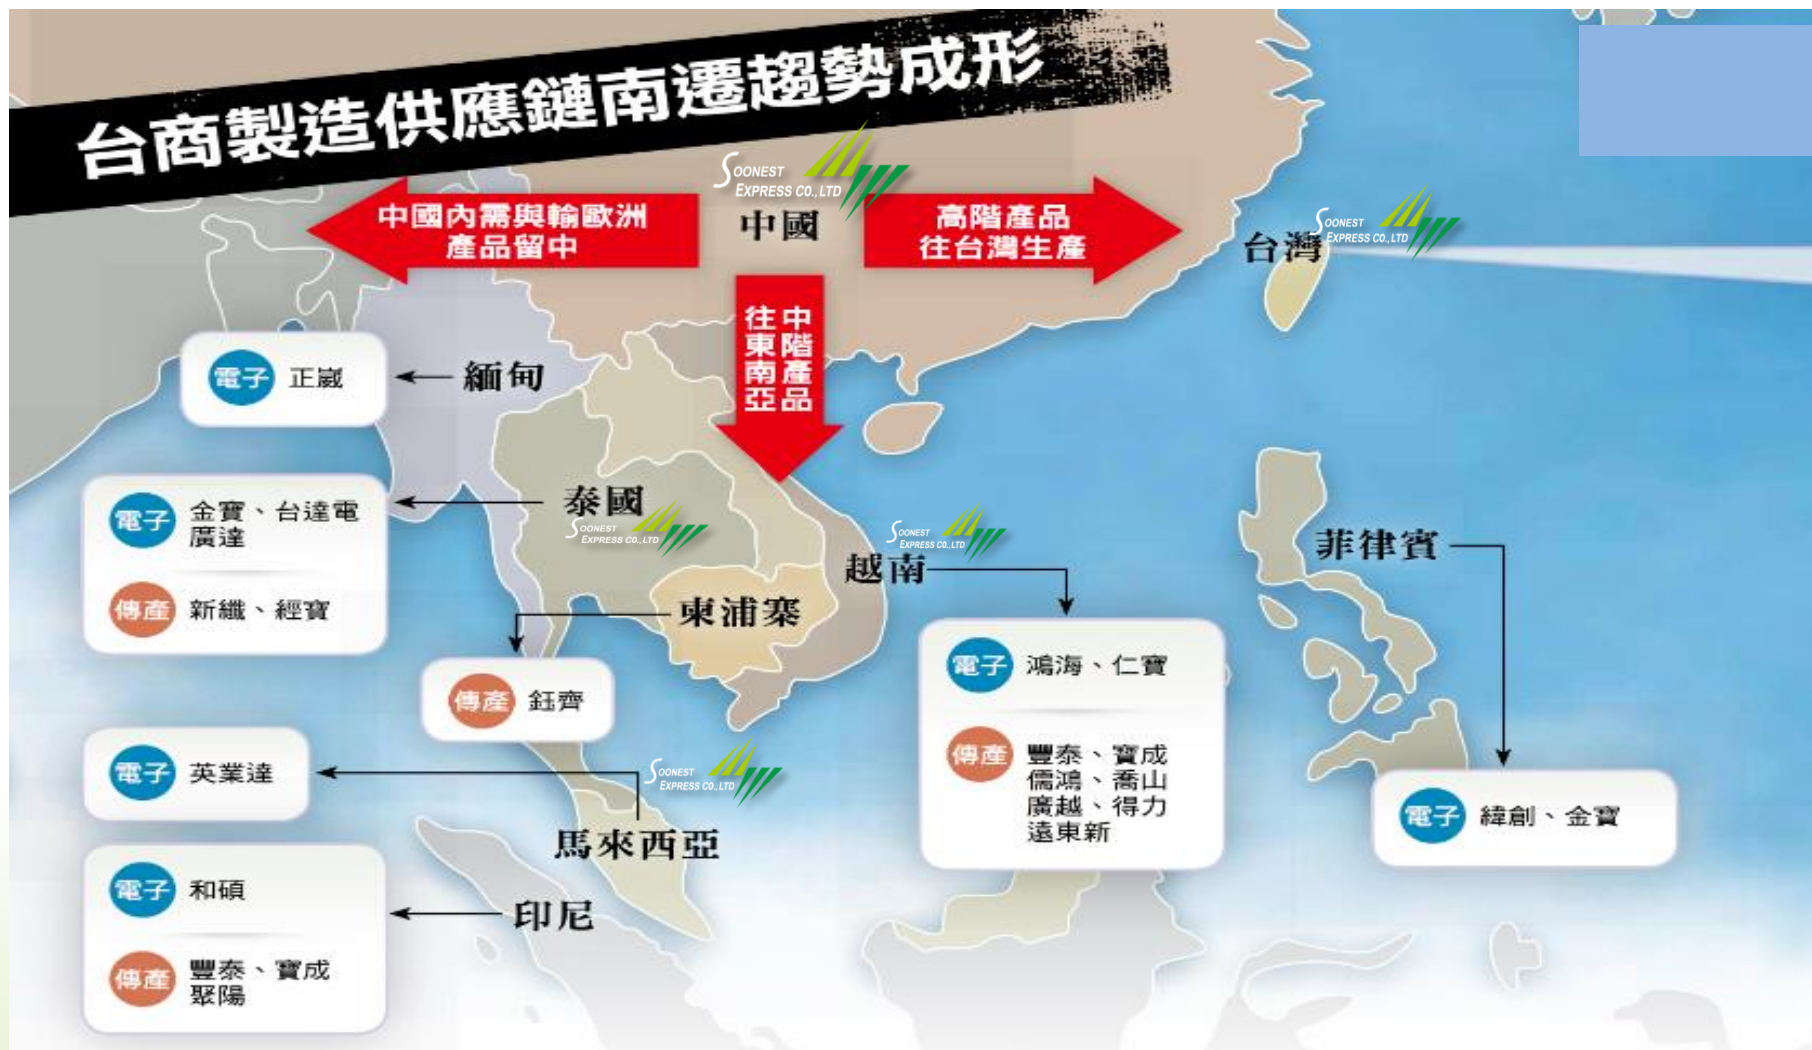 台商製造供應鏈南遷趨勢成形
SOONEST
EXPRESS CO., LTD
中國內需與輸歐洲
產品留中
中國
高階產品
往台灣生產
台灣
SOONEST
EXPRESS CO., LTD
中階產品
往東南亞
電子 正崴
緬甸
電子 金寶、台達電
廣達
傳產 新纖、經寶
泰國
SOONEST
EXPRESS CO., LTD
SOONEST
EXPRESS CO., LTD
越南
菲律賓
柬埔寨
傳產 鈺齊
電子 鴻海、仁寶
傳產 豐泰、寶成
儒鴻、喬山
廣越、得力
遠東新
電子 英業達
SOONEST
EXPRESS CO., LTD
馬來西亞
電子 緯創、金寶
電子 和碩
傳產 豐泰、寶成
聚陽
印尼